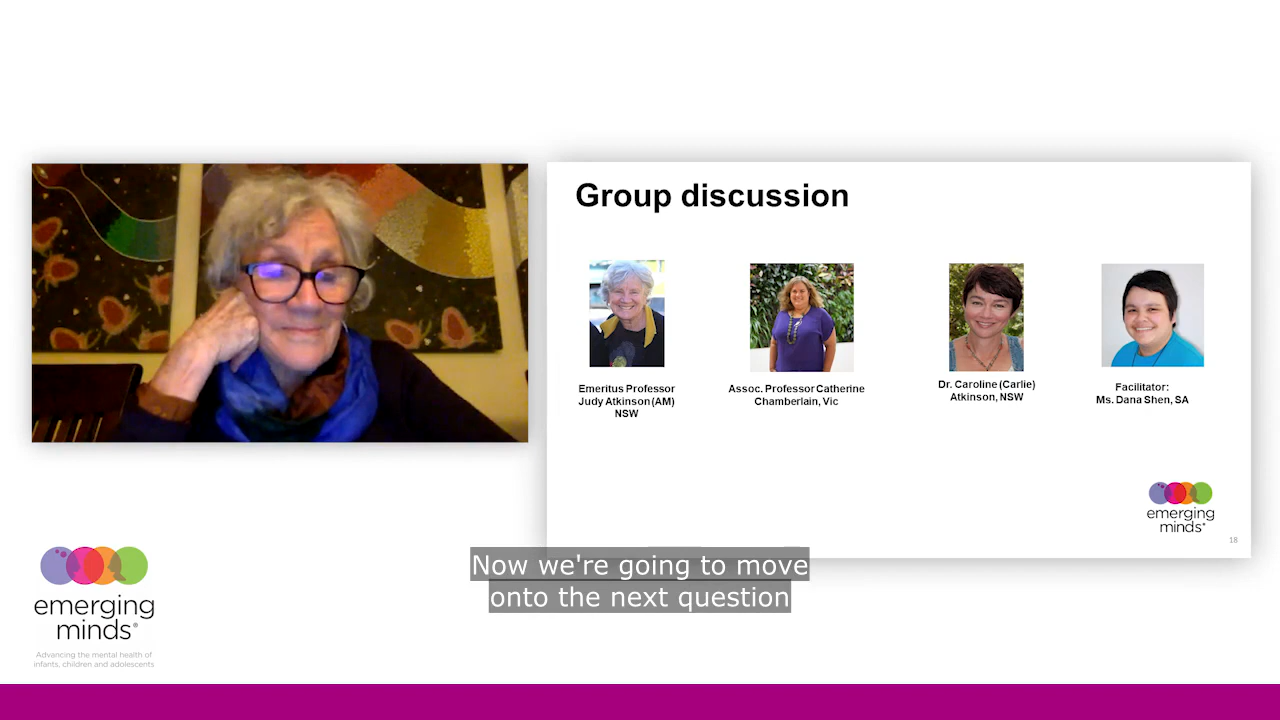 Group discussion
Emeritus Professor
Judy Atkinson (AM)
NSW
Assoc. Professor Catherine
Chamberlain, Vic
Dr. Caroline (Carlie)
Atkinson, NSW
Facilitator:
Ms. Dana Shen, SA
emerging
minds®
18
Now we're going to move
onto the next question
emerging
minds®
Advancing the mental health of
infants, children and adolescents